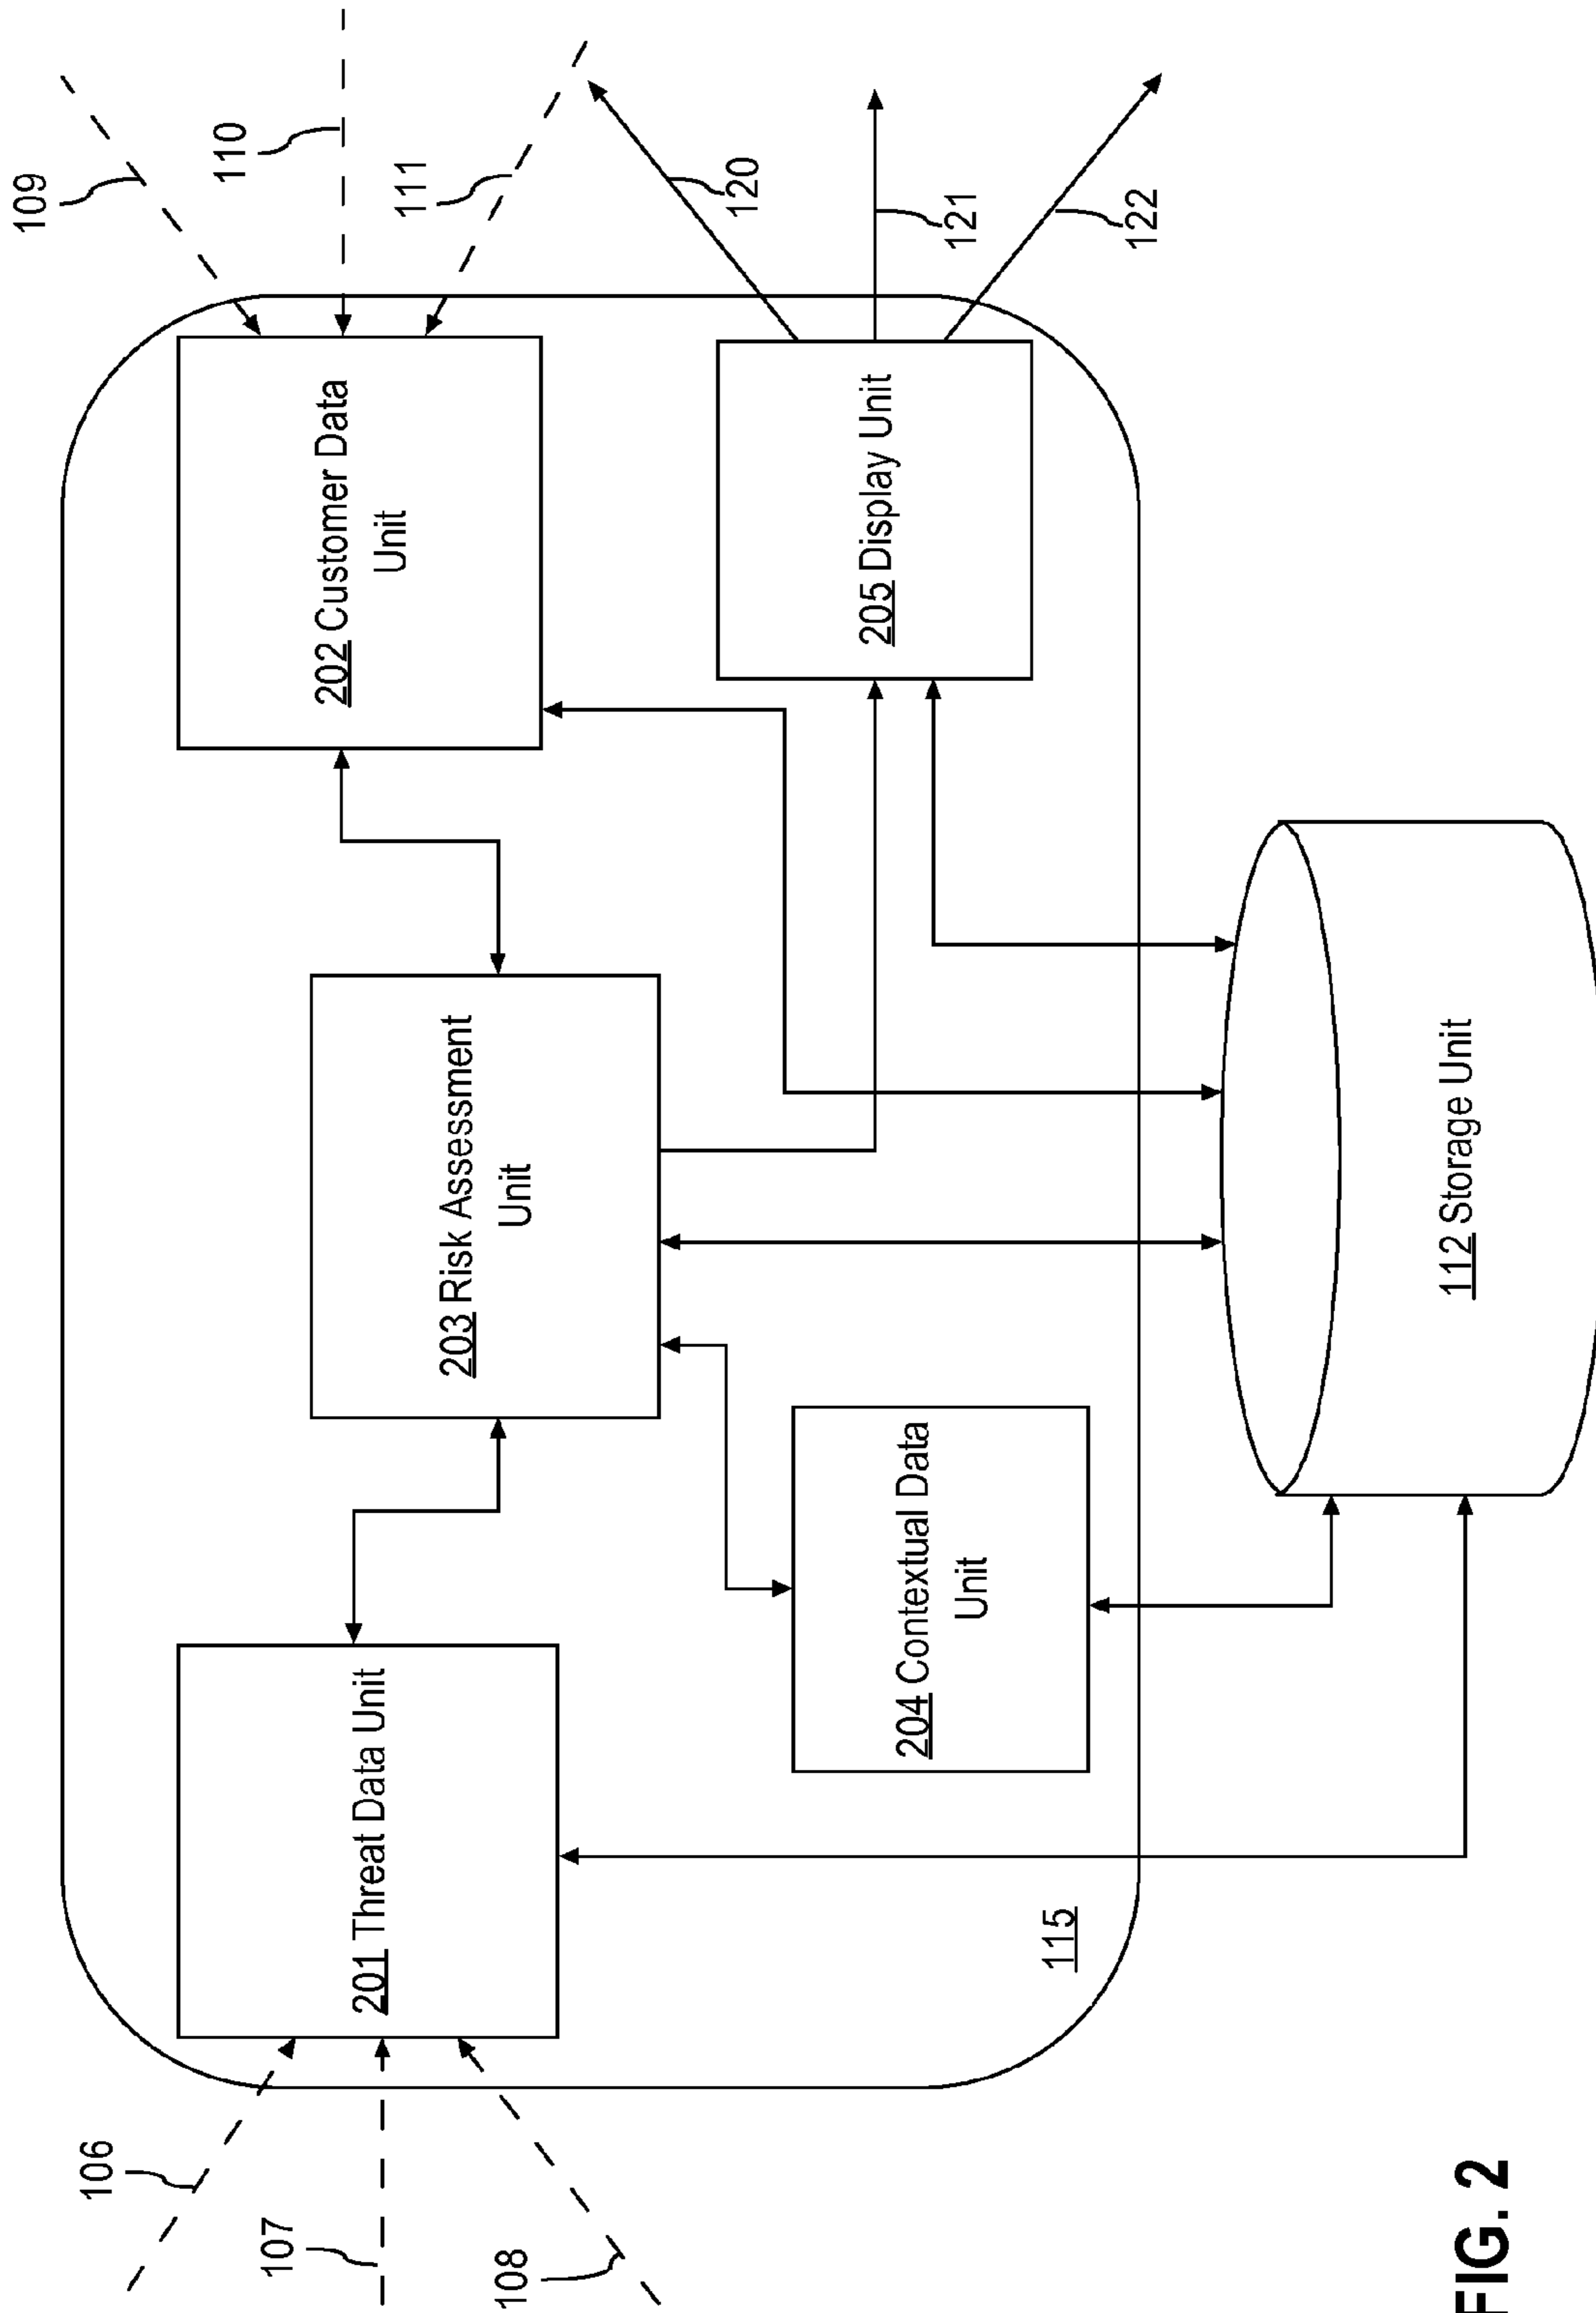 109
110
111
106
107
108
201 Threat Data Unit
203 Risk Assessment
Unit
202 Customer Data
Unit
204 Contextual Data
Unit
205 Display Unit
120
121
122
115
112 Storage Unit
FIG. 2